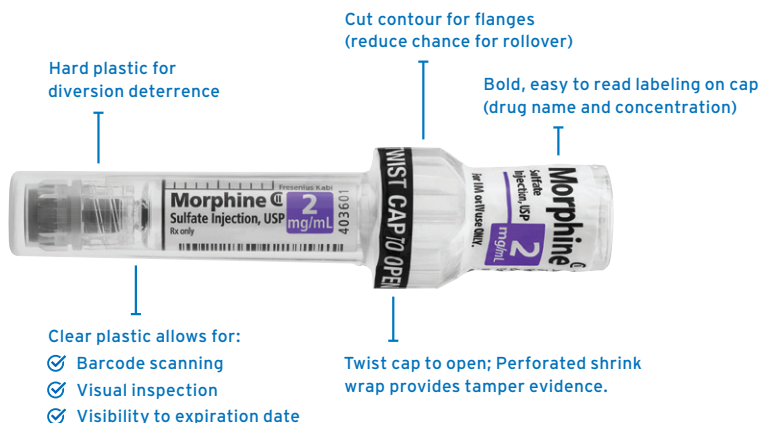 Cut contour for flanges
(reduce chance for rollover)
Hard plastic for
diversion deterrence
Bold, easy to read labeling on cap
(drug name and concentration)
Fresenius Kabi
Morphine CII
Sulfate Injection, USP
Rx only
2
mg/mL
403601
TWIST CAP TO OPEN
Morphine
Sulfate
Injection, USP
2
mg/mL
For IM or IV use ONLY.
Clear plastic allows for:
Barcode scanning
Visual inspection
Visibility to expiration date
Twist cap to open; Perforated shrink
wrap provides tamper evidence.